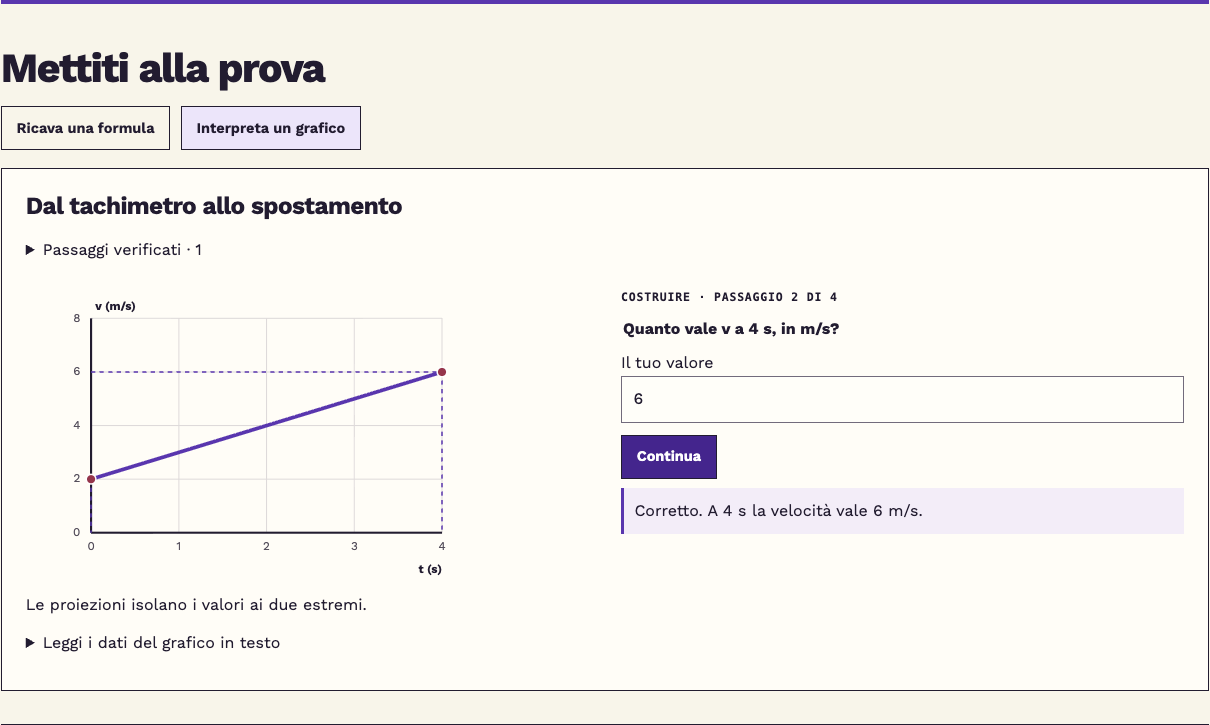 Mettiti alla prova
Ricava una formula
Interpreta un grafico
Dal tachimetro allo spostamento
▶ Passaggi verificati · 1
v (m/s)
8
6
4
2
0
0 1 2 3 4
t (s)
Le proiezioni isolano i valori ai due estremi.
▶ Leggi i dati del grafico in testo
COSTRUIRE · PASSAGGIO 2 DI 4
Quanto vale v a 4 s, in m/s?
Il tuo valore
6
Continua
Corretto. A 4 s la velocità vale 6 m/s.